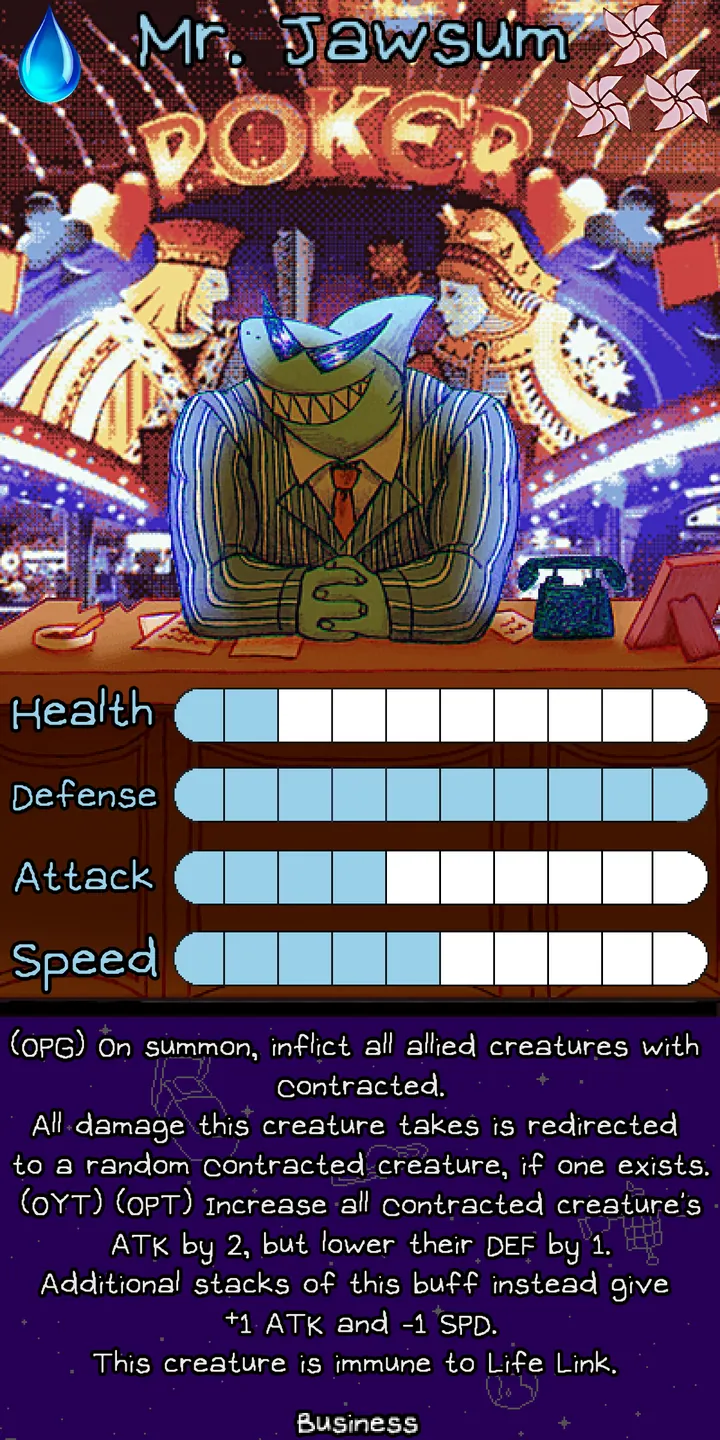 Mr. Jawsum
POKER
Health
Defense
Attack
Speed
(OPG) On summon, inflict all allied creatures with
Contracted.
All damage this creature takes is redirected
to a random Contracted creature, if one exists.
(OYT) (OPT) Increase all Contracted creature's
ATK by 2, but lower their DEF by 1.
Additional stacks of this buff instead give
+1 ATK and -1 SPD.
This creature is immune to Life Link.
Business